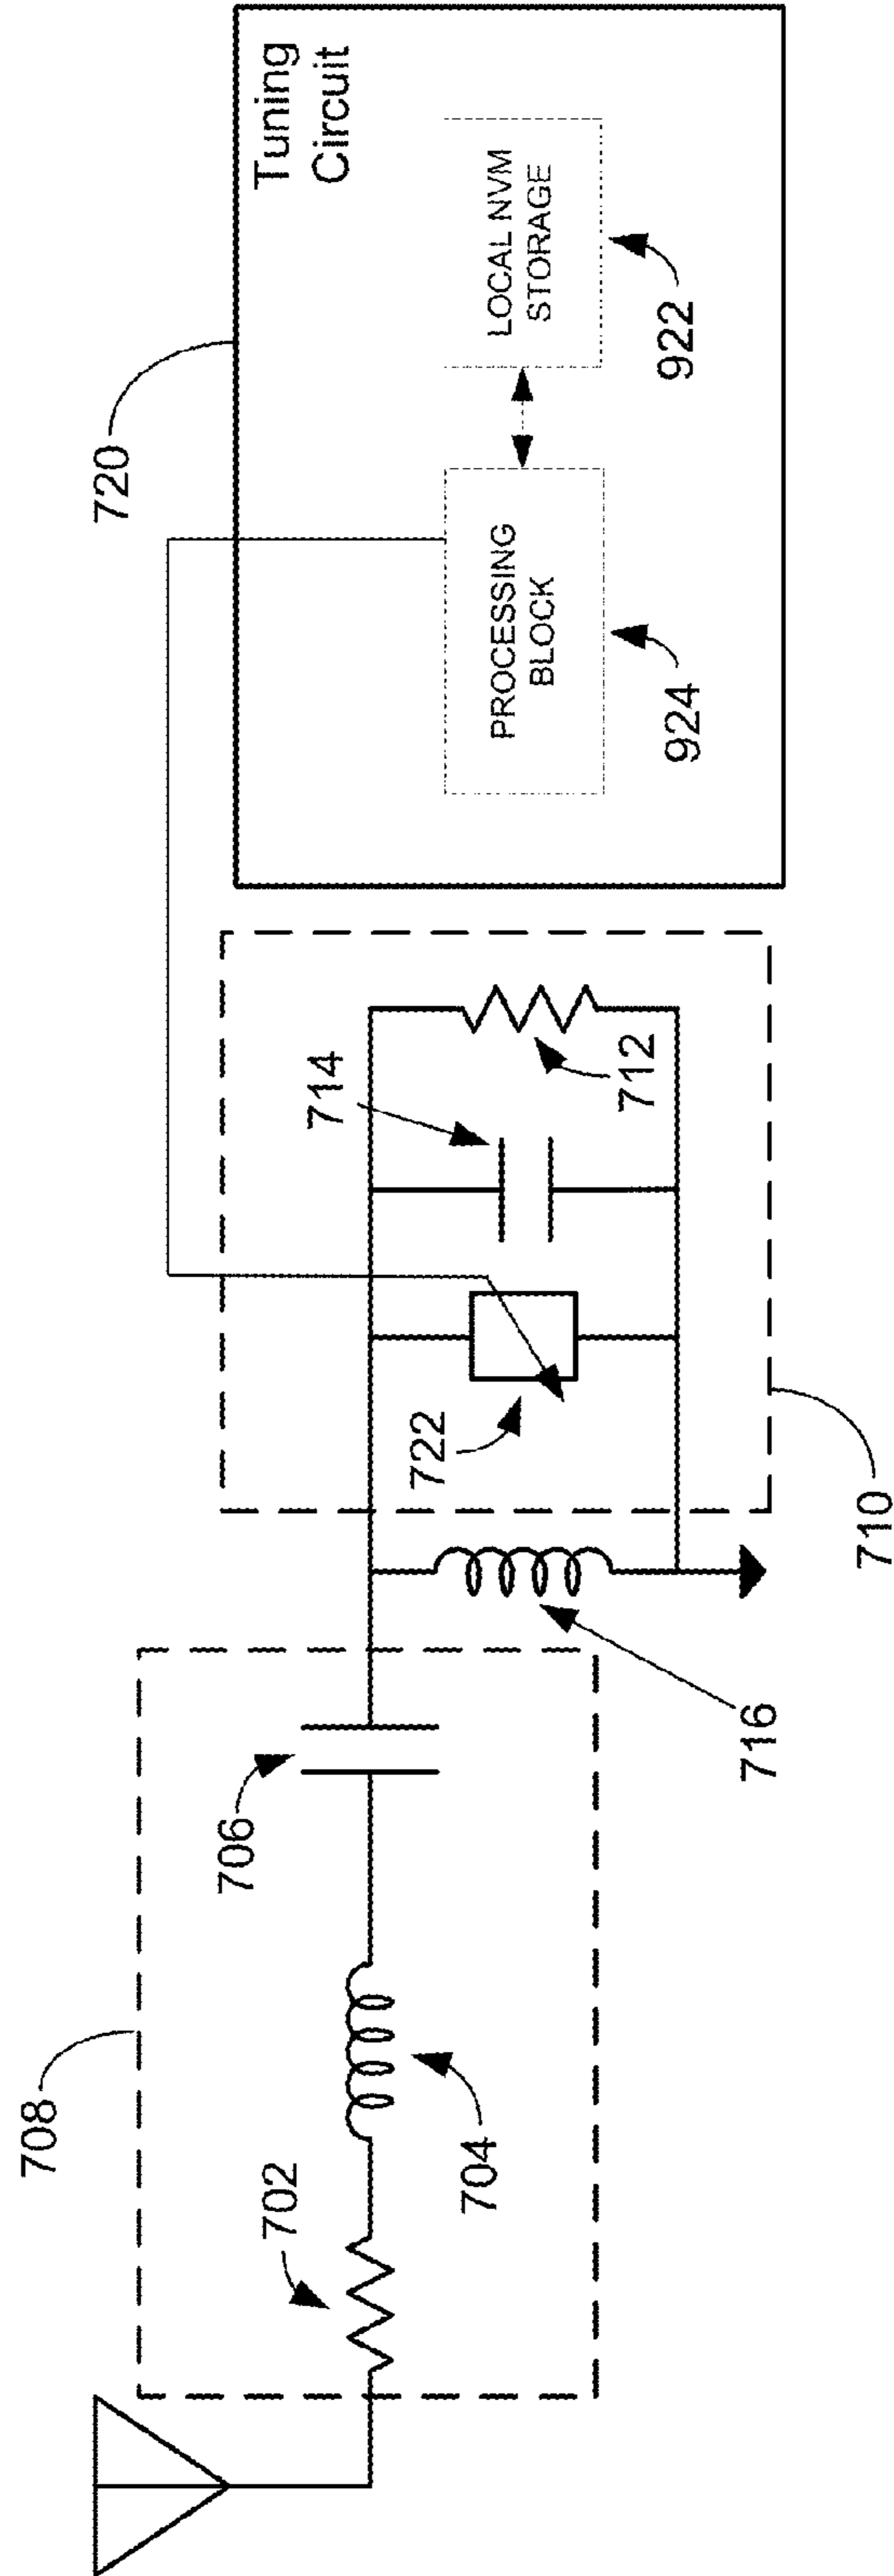 708
702
704
706
716
710
722
714
712
720
Tuning
Circuit
PROCESSING
BLOCK
924
LOCAL NVM
STORAGE
922